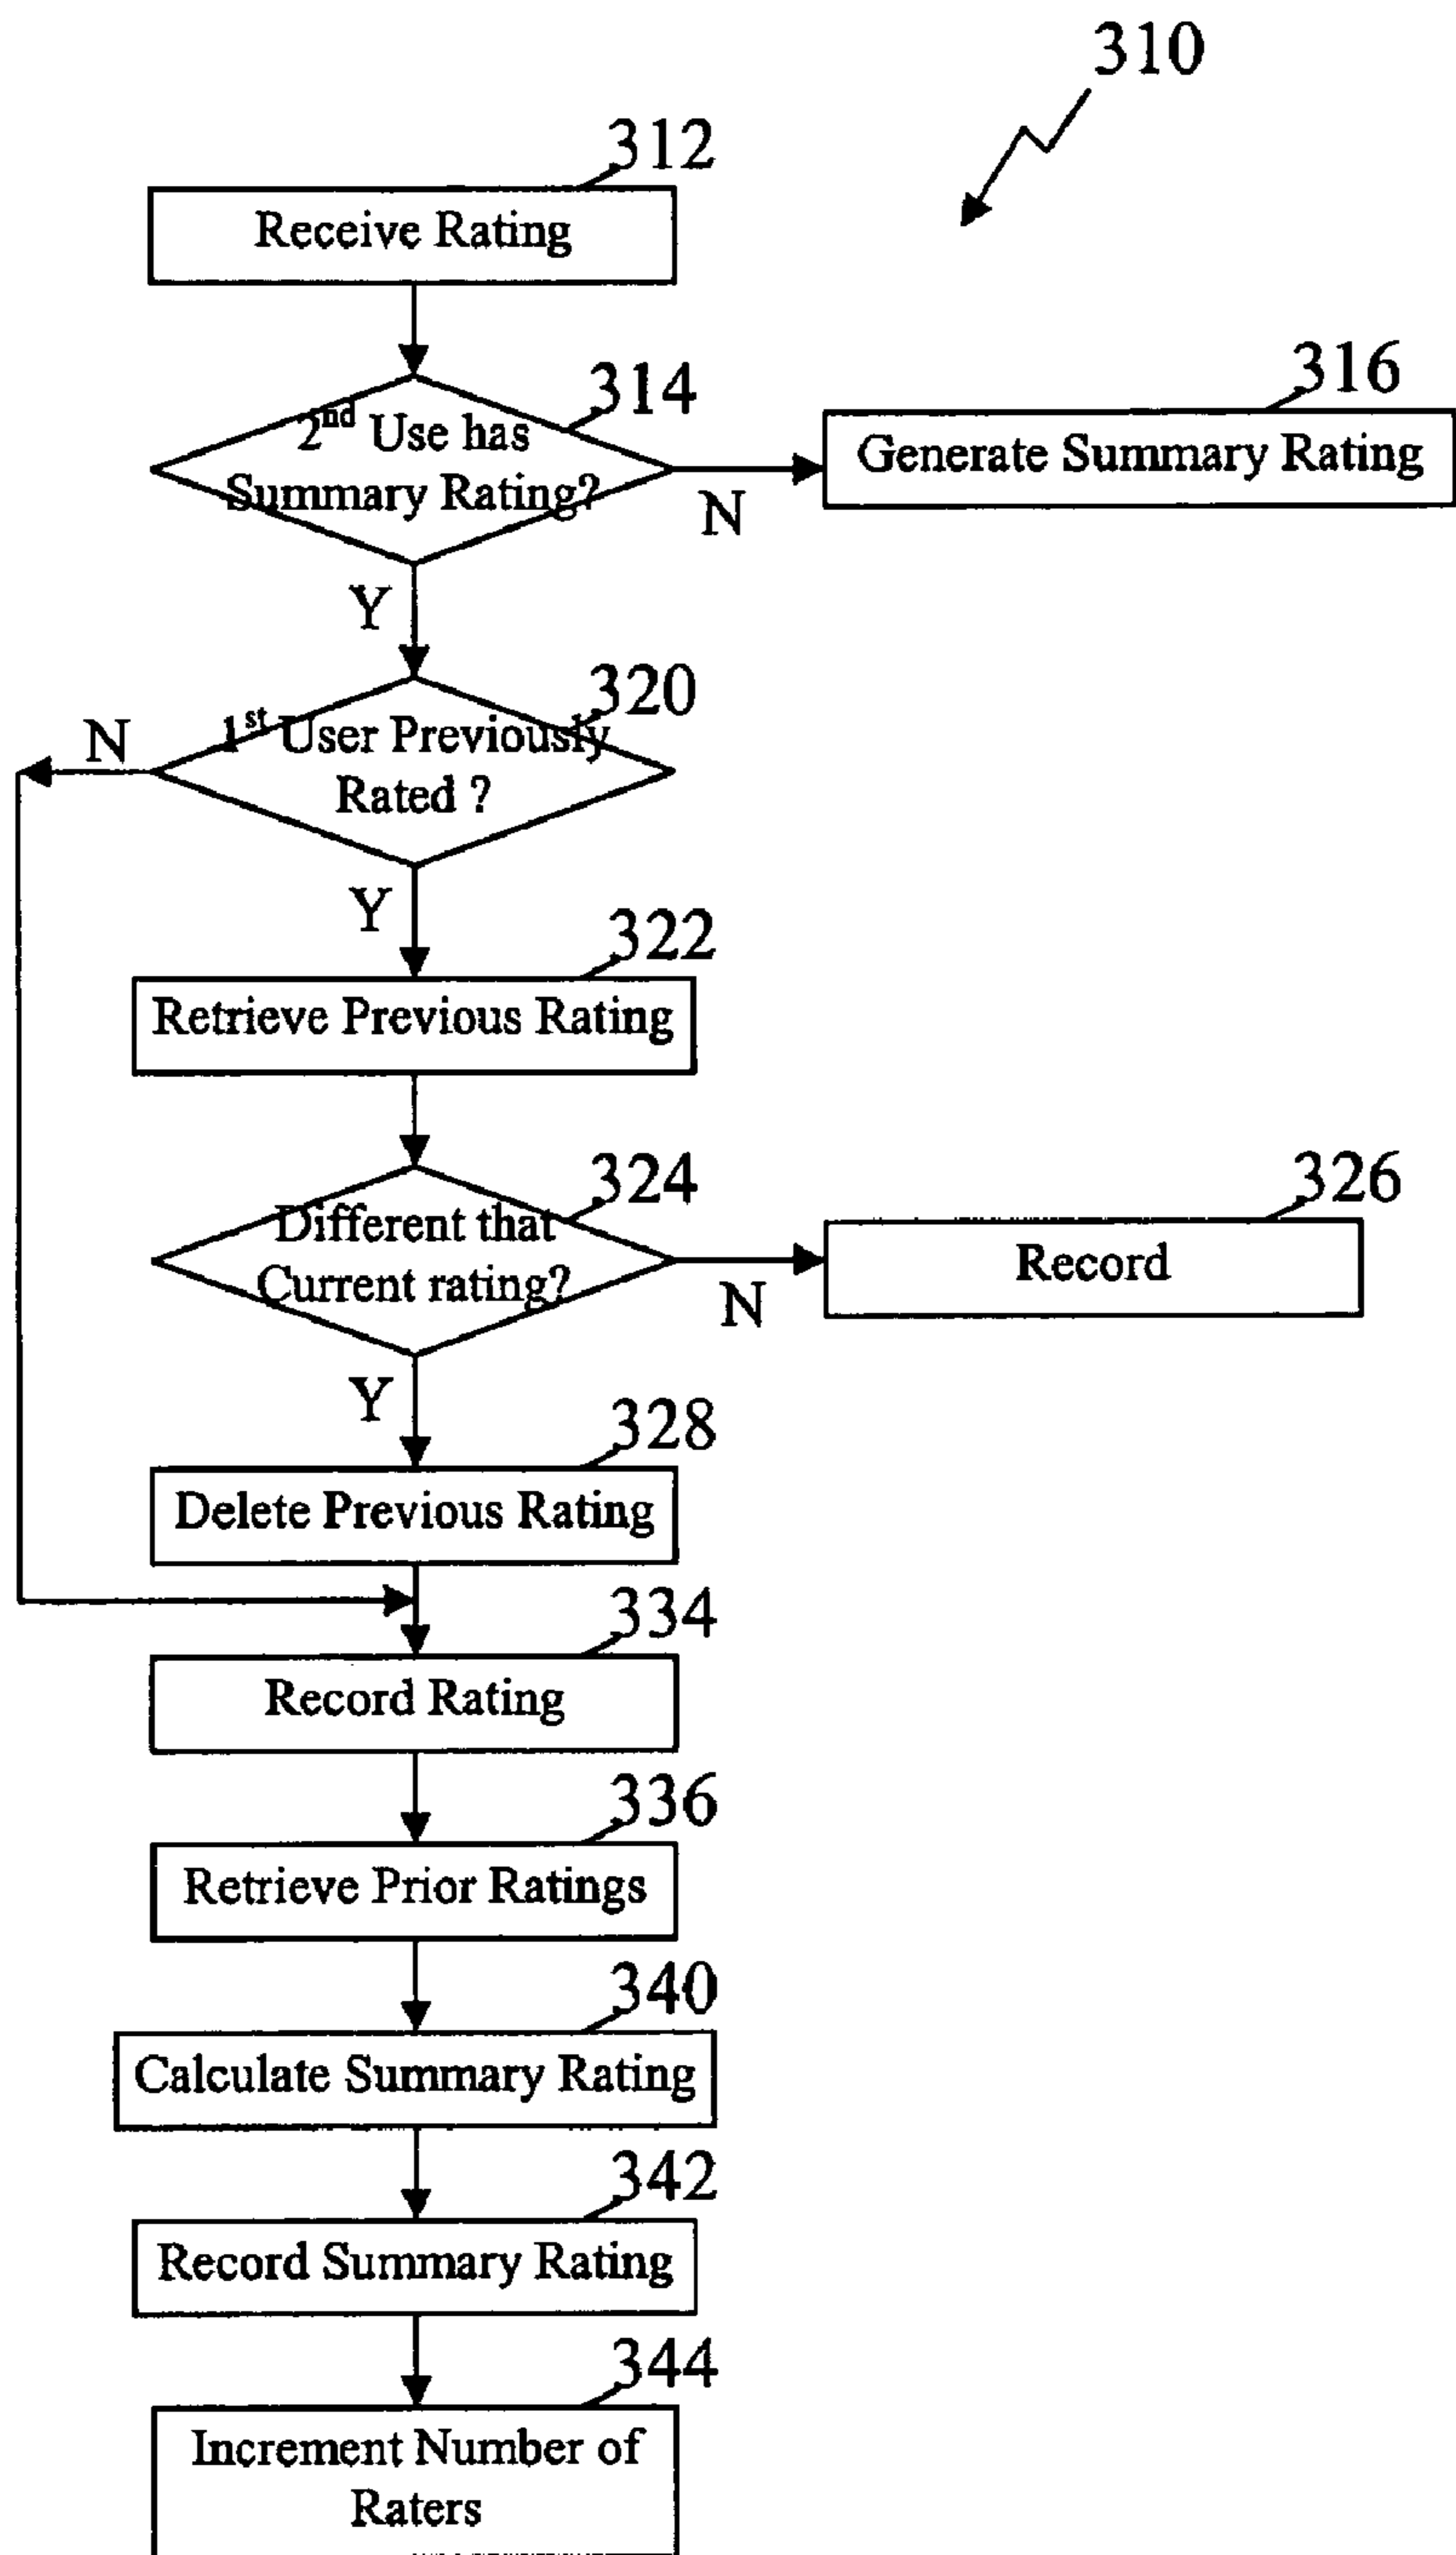 310
312
Receive Rating
314
2nd Use has
Summary Rating?
N
316
Generate Summary Rating
Y
320
1st User Previously
Rated ?
N
Y
322
Retrieve Previous Rating
324
Different that
Current rating?
N
326
Record
Y
328
Delete Previous Rating
334
Record Rating
336
Retrieve Prior Ratings
340
Calculate Summary Rating
342
Record Summary Rating
344
Increment Number of
Raters